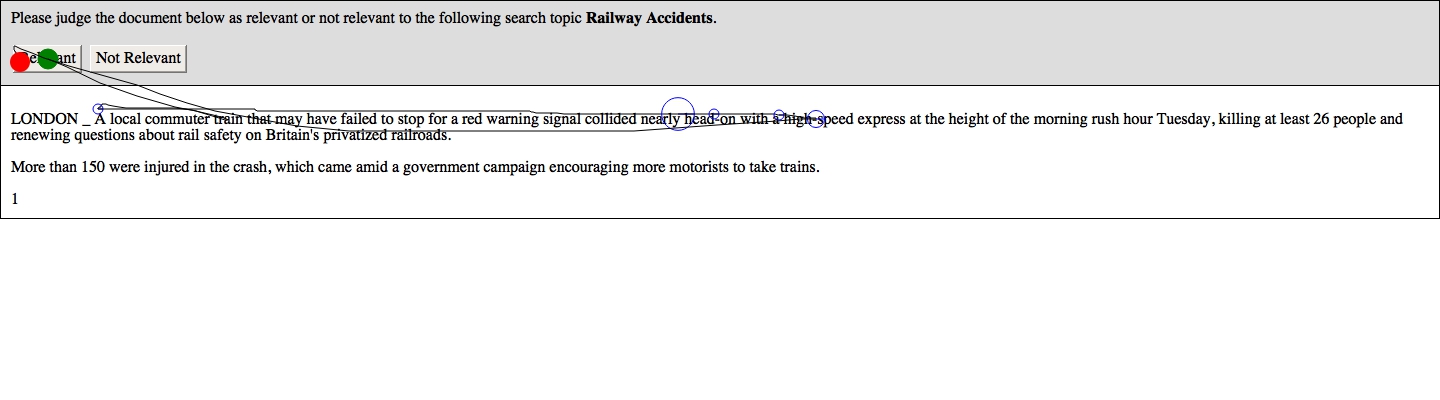 Please judge the document below as relevant or not relevant to the following search topic Railway Accidents.
Relevant Not Relevant
LONDON _ A local commuter train that may have failed to stop for a red warning signal collided nearly head-on with a high-speed express at the height of the morning rush hour Tuesday, killing at least 26 people and
renewing questions about rail safety on Britain's privatized railroads.
More than 150 were injured in the crash, which came amid a government campaign encouraging more motorists to take trains.
1